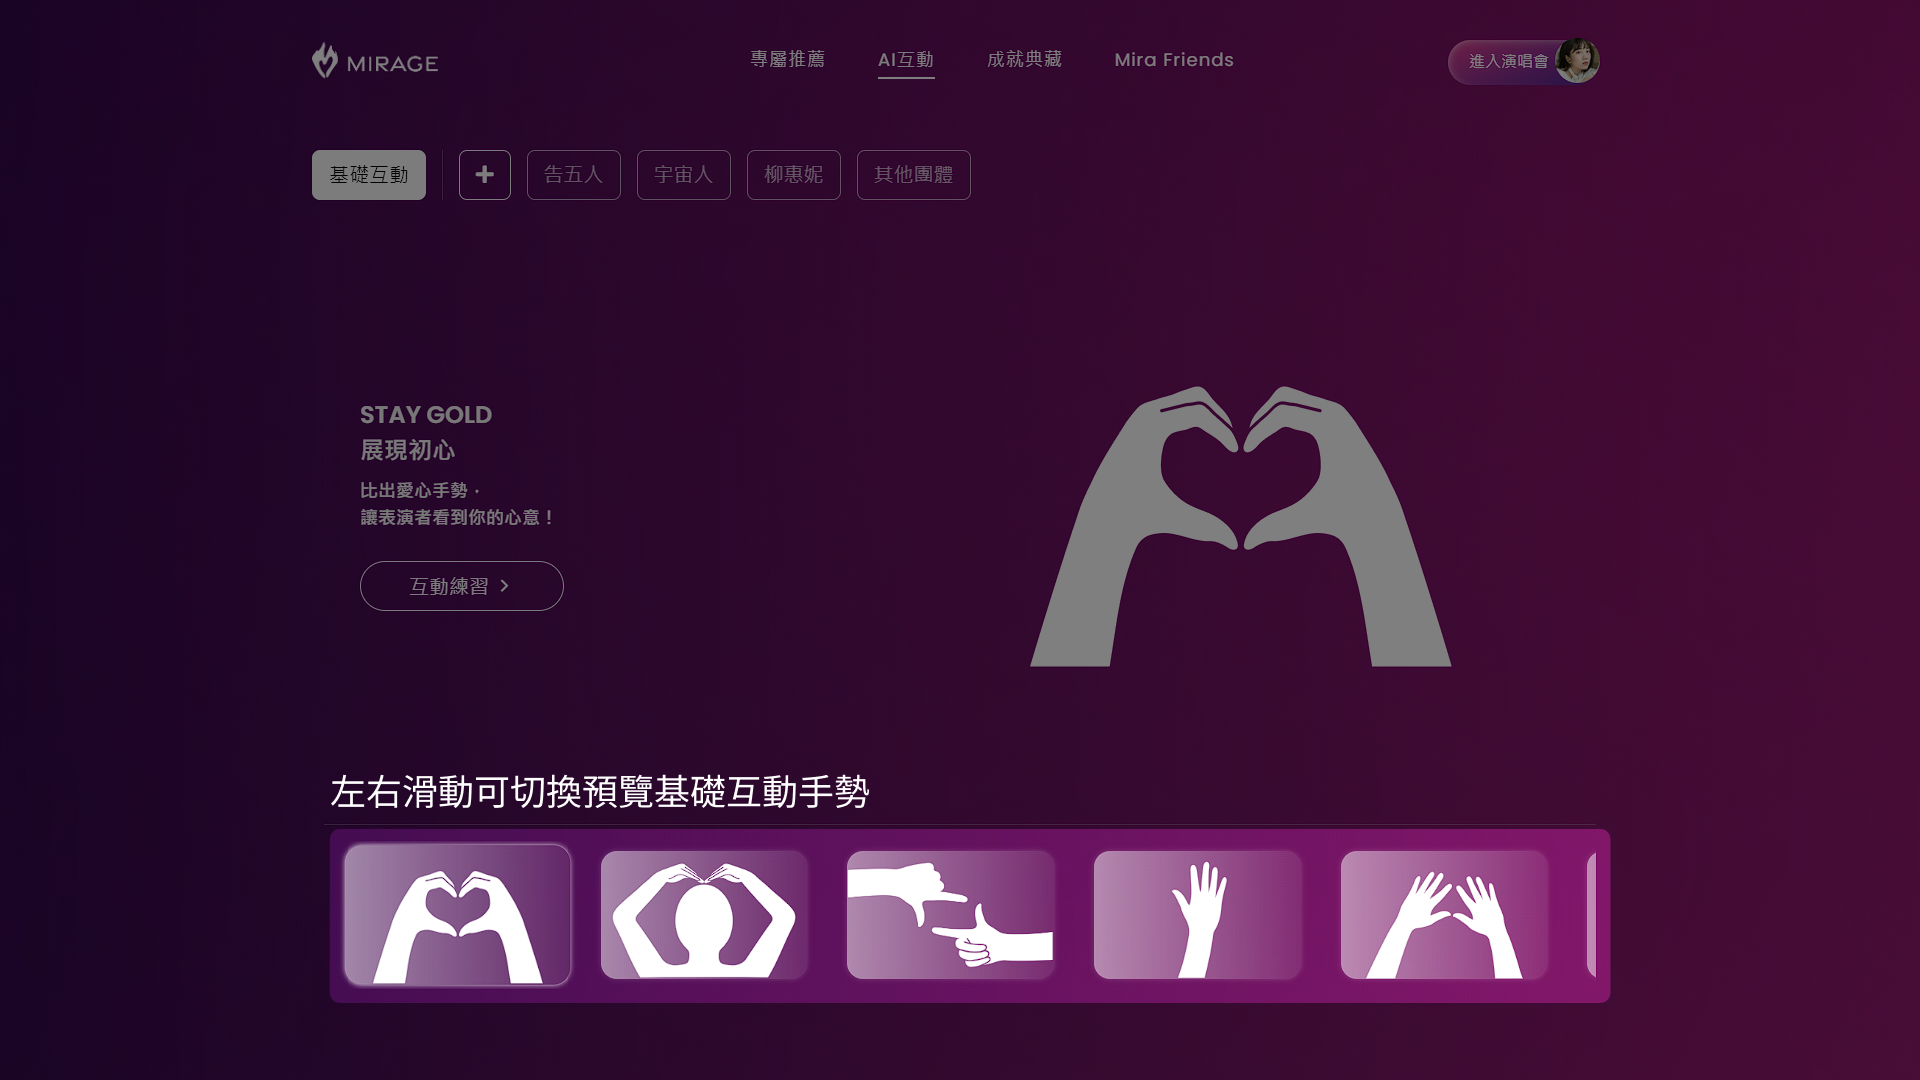 MIRAGE
專屬推薦
AI互動
成就典藏
Mira Friends
進入演唱會
基礎互動
告五人
宇宙人
柳惠妮
其他團體
STAY GOLD
展現初心
比出愛心手勢．
讓表演者看到你的心意！
互動練習
左右滑動可切換預覽基礎互動手勢